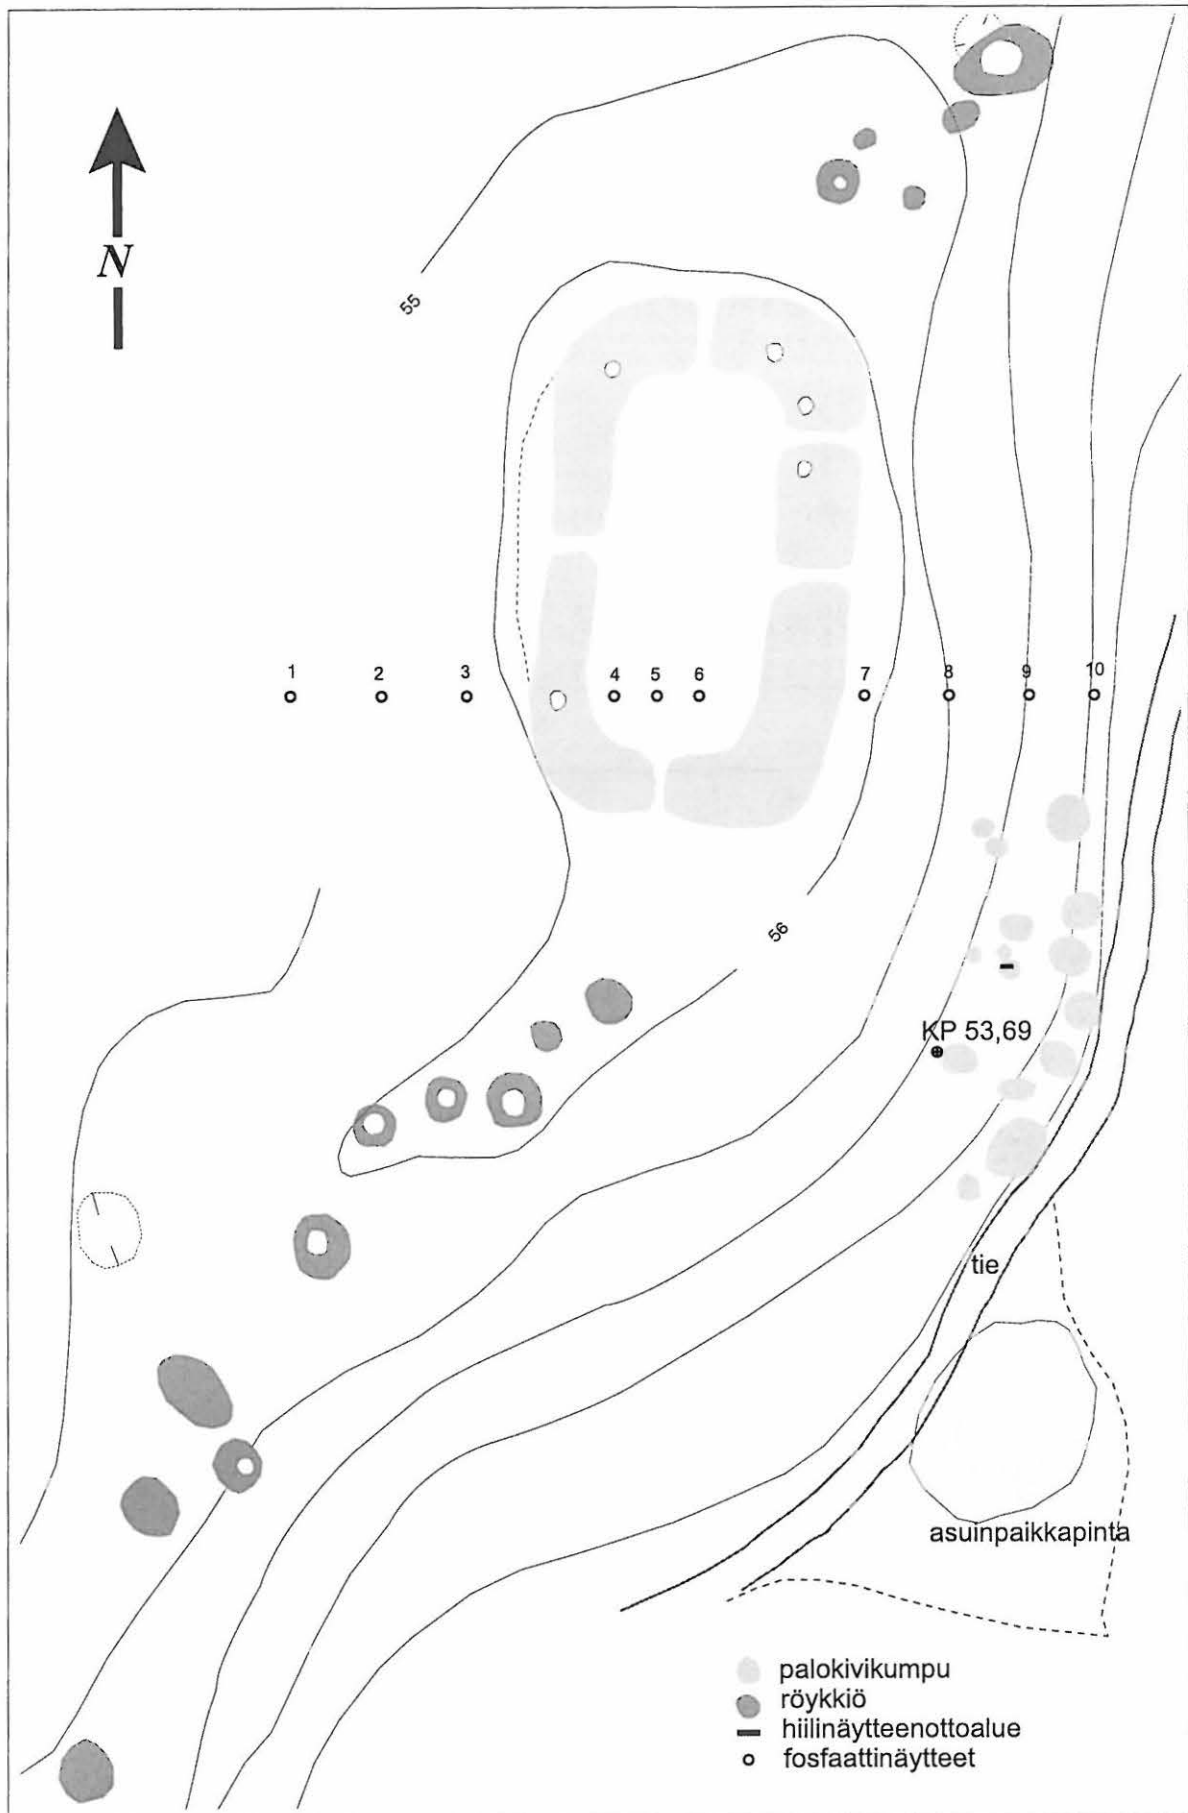 N
55
1 2 3 4 5 6 7 8 9 10
56
KP 53,69
tie
asuinpaikkapinta
palokivikumpu
röykkiö
hiilinäytteenottoalue
fosfaattinäytteet